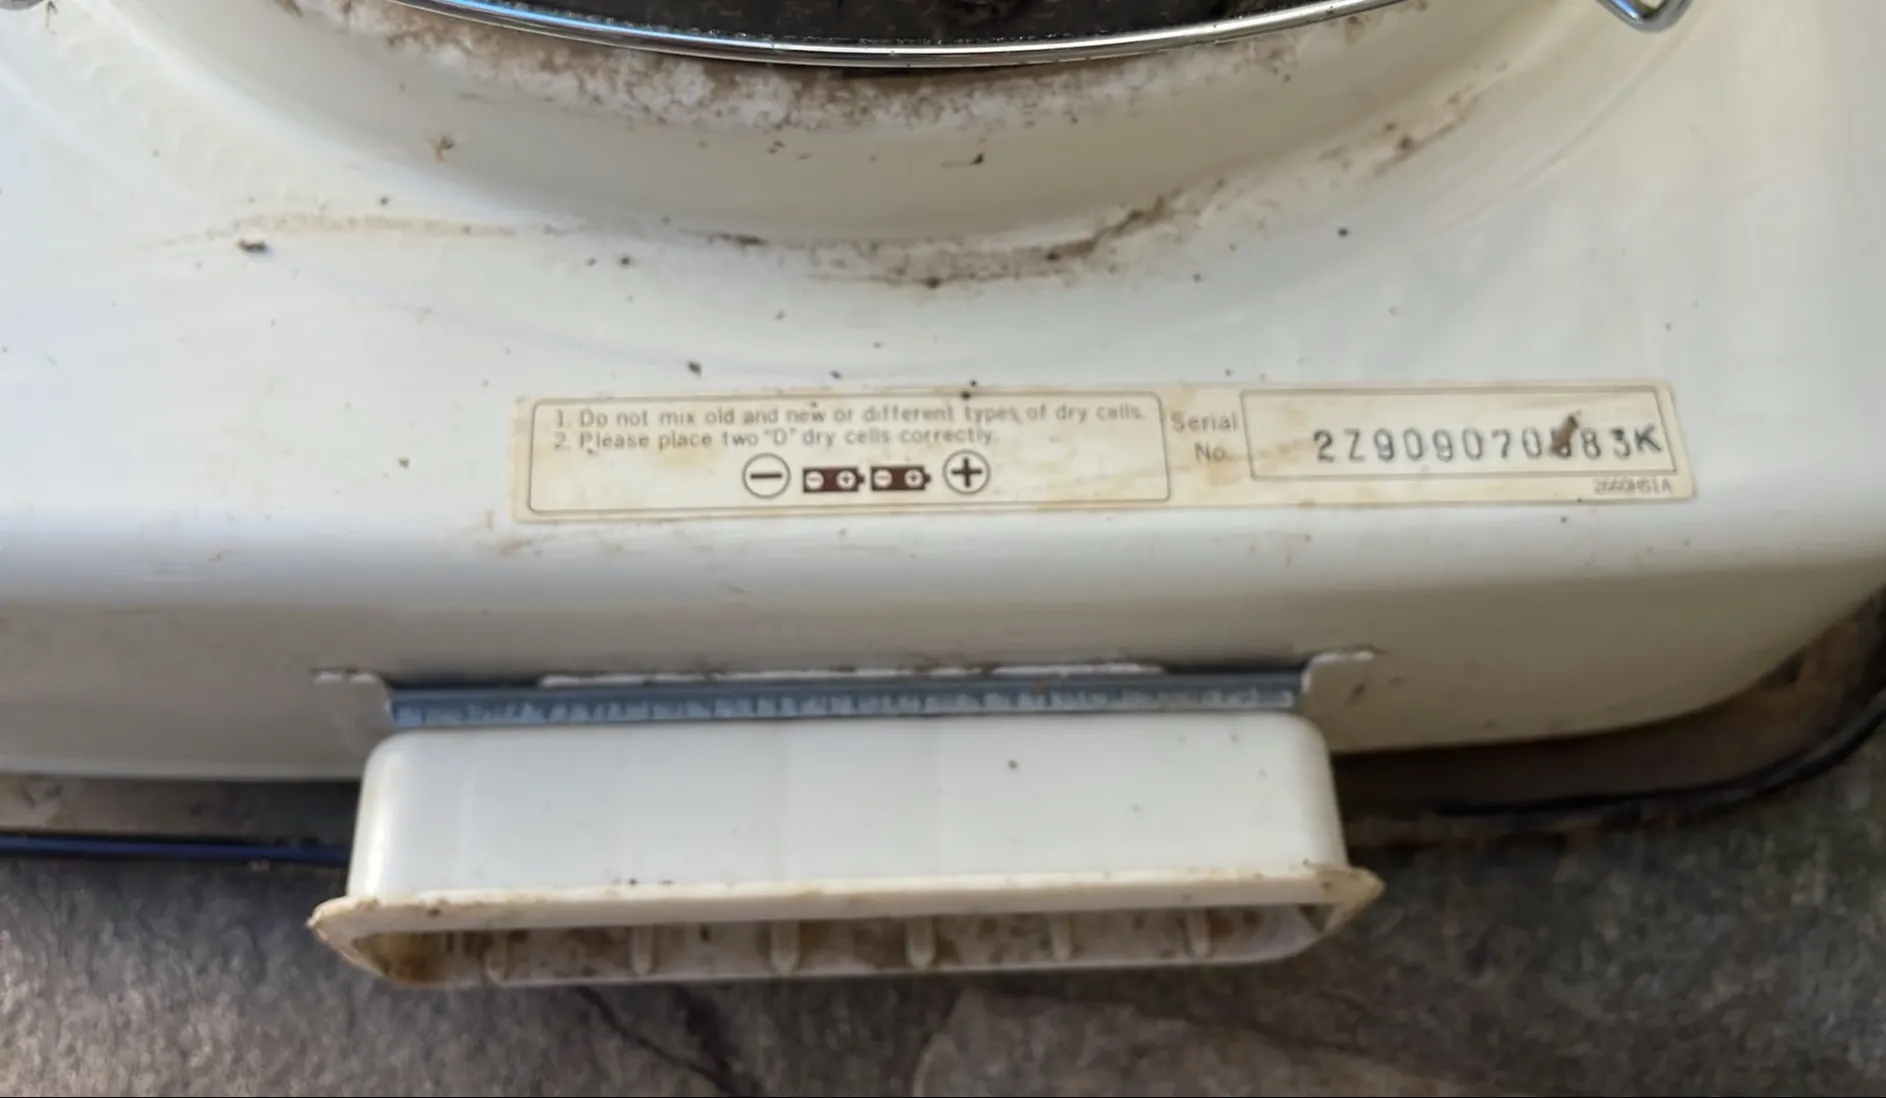 1. Do not mix old and new or different types of dry cells.
2. Please place two "D" dry cells correctly.
Serial
No.